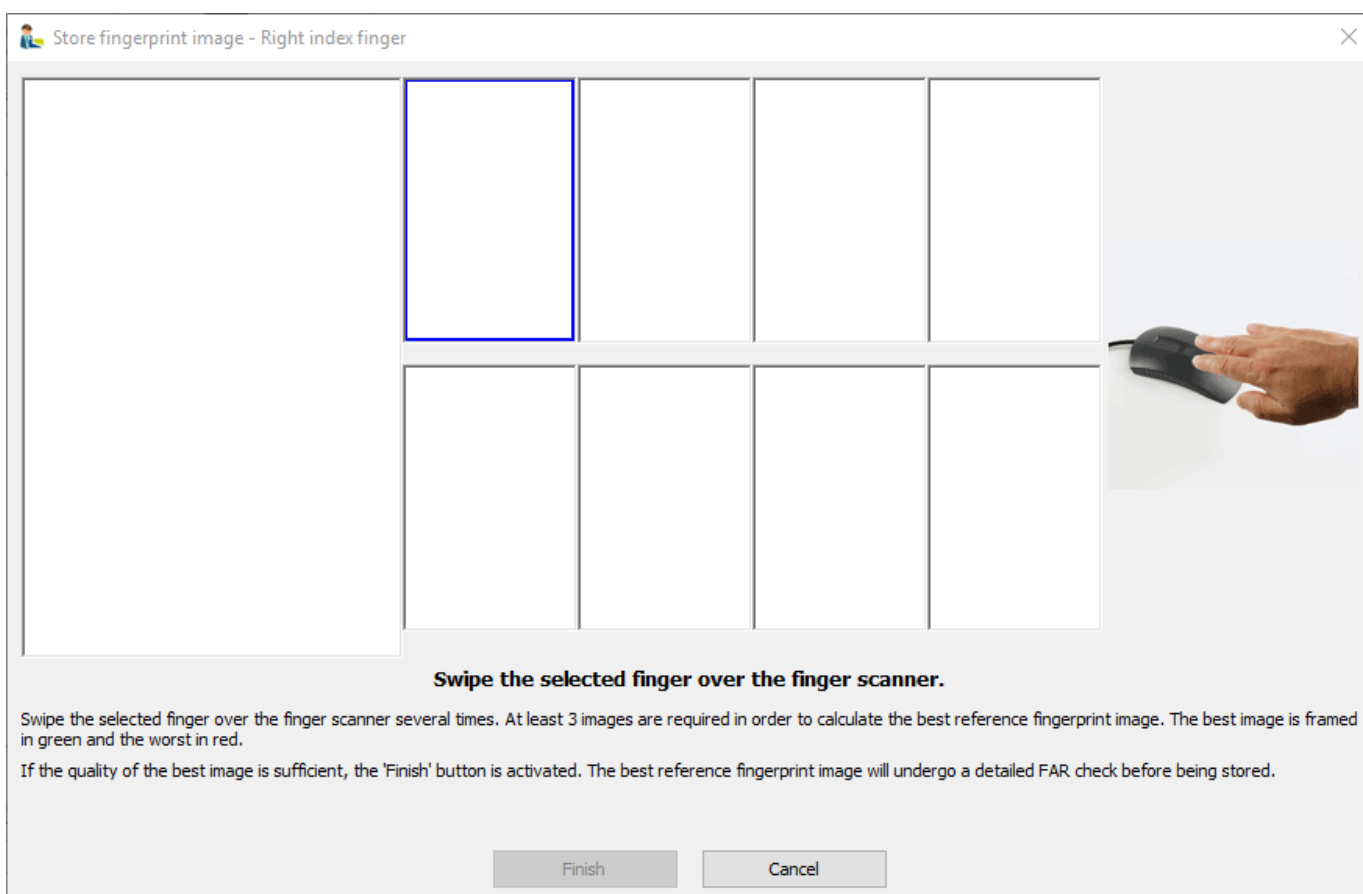 Store fingerprint image - Right index finger
Swipe the selected finger over the finger scanner.
Swipe the selected finger over the finger scanner several times. At least 3 images are required in order to calculate the best reference fingerprint image. The best image is framed
in green and the worst in red.
If the quality of the best image is sufficient, the 'Finish' button is activated. The best reference fingerprint image will undergo a detailed FAR check before being stored.
Finish
Cancel